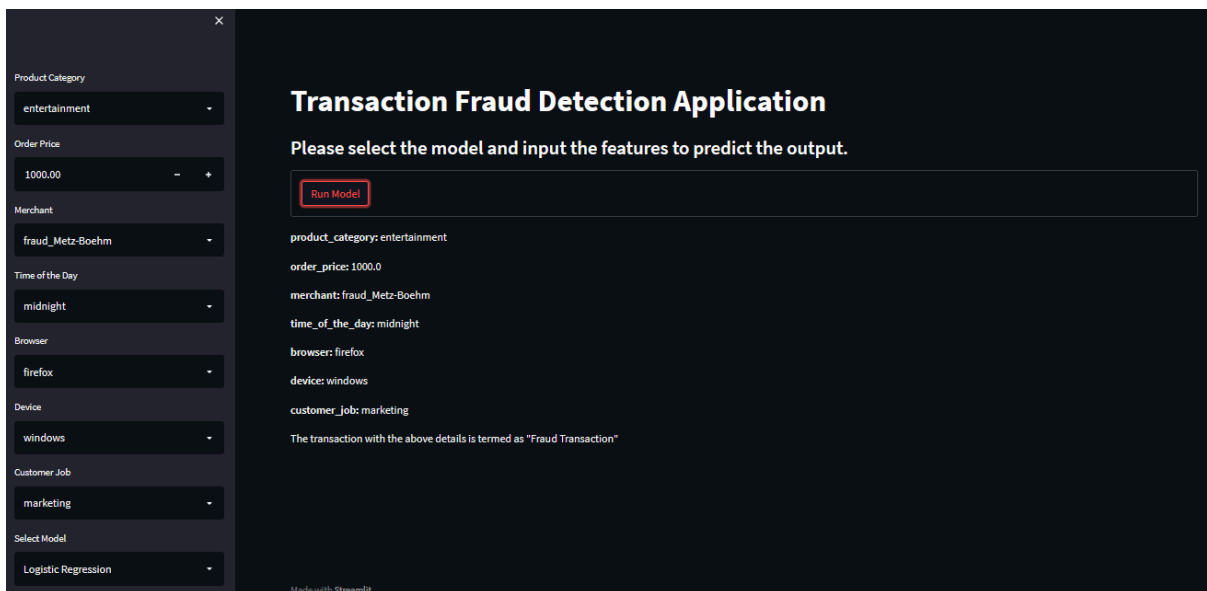 ×
Product Category
entertainment
Order Price
1000.00 − +
Merchant
fraud_Metz-Boehm
Time of the Day
midnight
Browser
firefox
Device
windows
Customer Job
marketing
Select Model
Logistic Regression
Transaction Fraud Detection Application
Please select the model and input the features to predict the output.
Run Model
product_category: entertainment
order_price: 1000.0
merchant: fraud_Metz-Boehm
time_of_the_day: midnight
browser: firefox
device: windows
customer_job: marketing
The transaction with the above details is termed as "Fraud Transaction"
Made with Streamlit